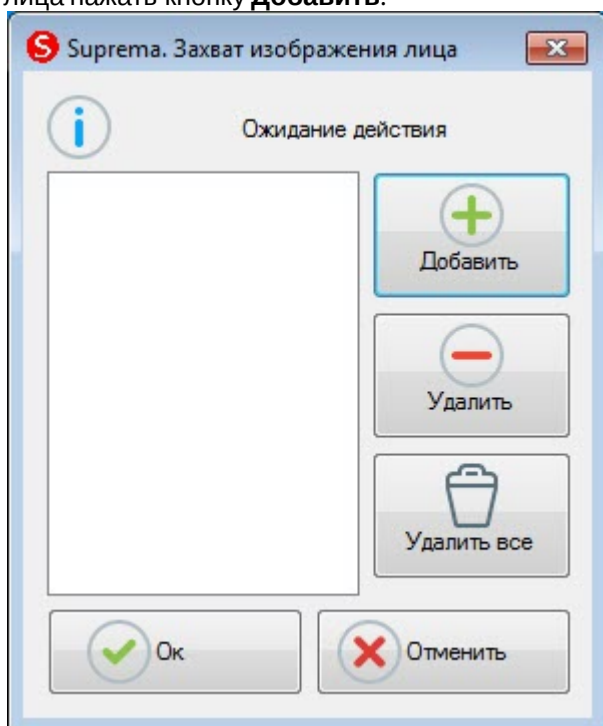 лица нажать кнопку Добавить.
Suprema. Захват изображения лица
Ожидание действия
Добавить
Удалить
Удалить все
Ок
Отменить